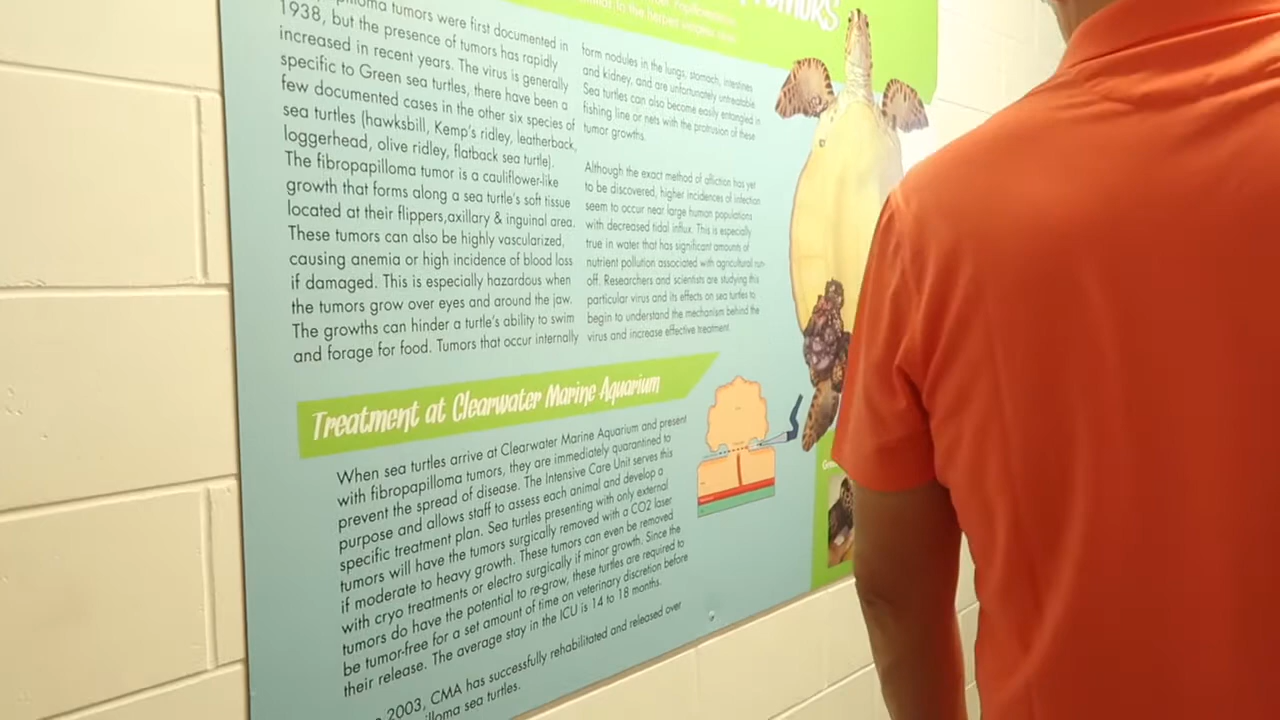 TUMORS
to the herpes
tumors were first documented in
1938, but the presence of tumors has rapidly
increased in recent years. The virus is generally
specific to Green sea turtles, there have been a
few documented cases in the other six species of
sea turtles (hawksbill, Kemp's ridley, leatherback,
loggerhead, olive ridley, flatback sea turtle).
The fibropapilloma tumor is a cauliflower-like
growth that forms along a sea turtle's soft tissue
located at their flippers,axillary & inguinal area.
These tumors can also be highly vascularized,
causing anemia or high incidence of blood loss
if damaged. This is especially hazardous when
the tumors grow over eyes and around the jaw.
The growths can hinder a turtle's ability to swim
and forage for food. Tumors that occur internally
form nodules in the lungs, stomach, intestines
and kidney, and are unfortunately untreatable.
Sea turtles can also become easily entangled in
fishing line or nets with the protrusion of these
tumor growths.
Although the exact method of affliction has yet
to be discovered, higher incidences of infection
seem to occur near large human populations
with decreased tidal influx. This is especially
true in water that has significant amounts of
nutrient pollution associated with agricultural run-
off. Researchers and scientists are studying this
particular virus and its effects on sea turtles to
begin to understand the mechanism behind the
virus and increase effective treatment.
Treatment at Clearwater Marine Aquarium
When sea turtles arrive at Clearwater Marine Aquarium and present
with fibropapilloma tumors, they are immediately quarantined to
prevent the spread of disease. The Intensive Care Unit serves this
purpose and allows staff to assess each animal and develop a
specific treatment plan. Sea turtles presenting with only external
tumors will have the tumors surgically removed with a CO2 laser
if moderate to heavy growth. These tumors can even be removed
with cryo treatments or electro surgically if minor growth. Since the
tumors do have the potential to re-grow, these turtles are required to
be tumor-free for a set amount of time on veterinary discretion before
their release. The average stay in the ICU is 14 to 18 months.
2003, CMA has successfully rehabilitated and released over
sea turtles.